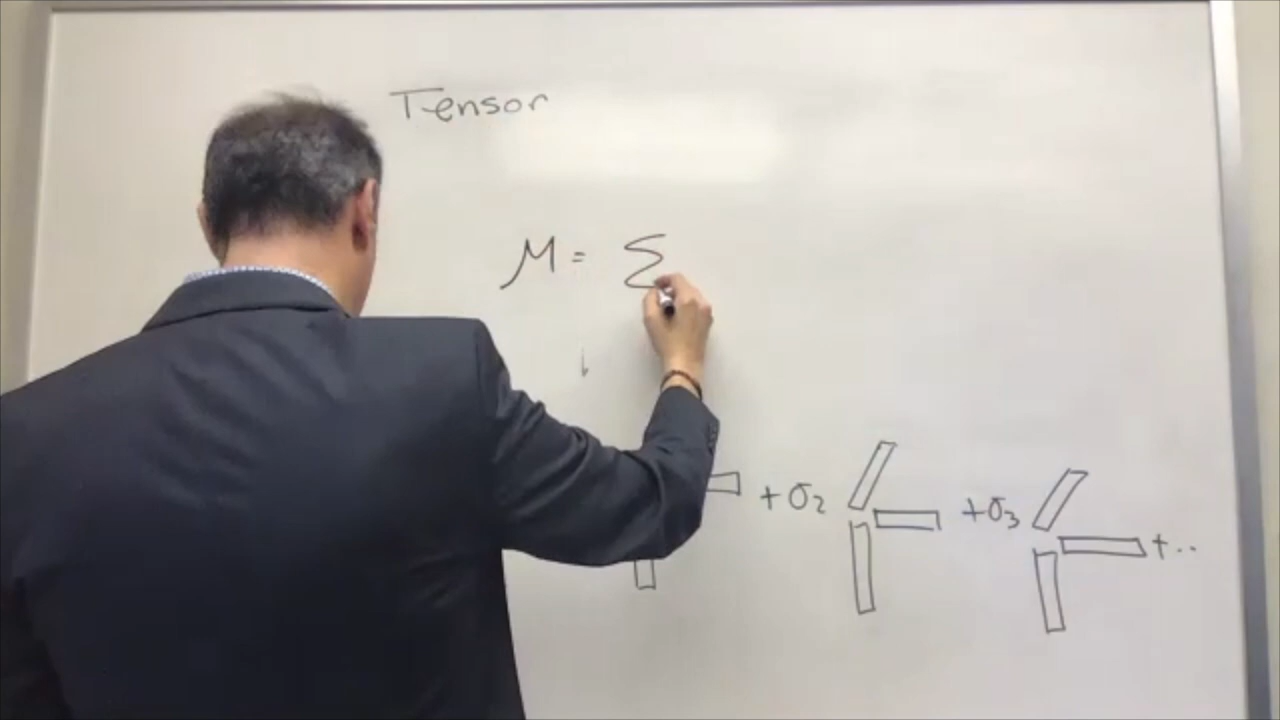 Tensor
M = Σ
+ σ₂ + σ₃ + ..